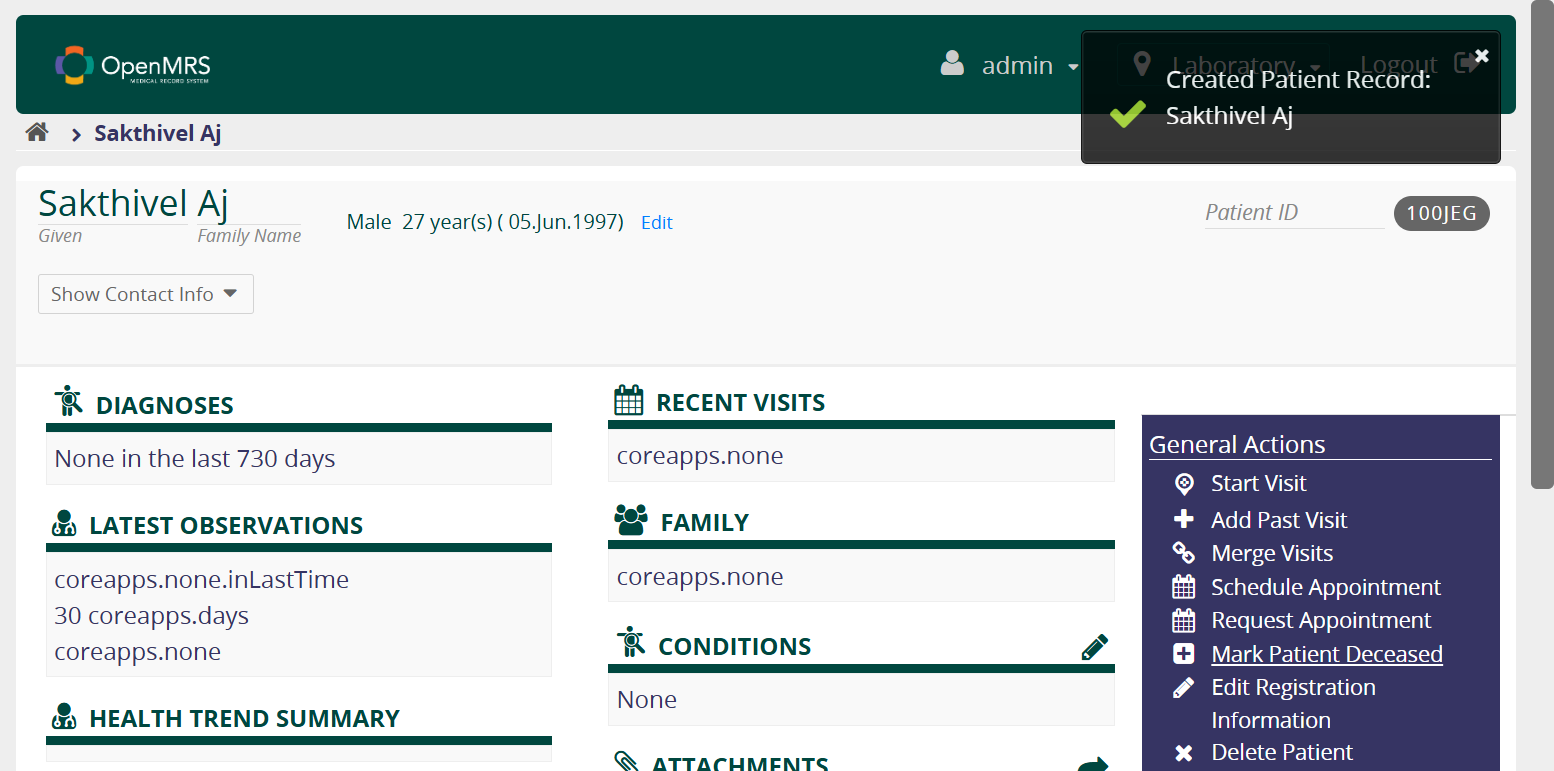 OpenMRS
MEDICAL RECORD SYSTEM
admin
Laboratory
Logout
Created Patient Record:
Sakthivel Aj
Sakthivel Aj
Sakthivel Aj
Given
Family Name
Male 27 year(s) ( 05.Jun.1997) Edit
Patient ID
100JEG
Show Contact Info
DIAGNOSES
None in the last 730 days
LATEST OBSERVATIONS
coreapps.none.inLastTime
30 coreapps.days
coreapps.none
HEALTH TREND SUMMARY
RECENT VISITS
coreapps.none
FAMILY
coreapps.none
CONDITIONS
None
ATTACHMENTS
General Actions
Start Visit
Add Past Visit
Merge Visits
Schedule Appointment
Request Appointment
Mark Patient Deceased
Edit Registration
Information
Delete Patient